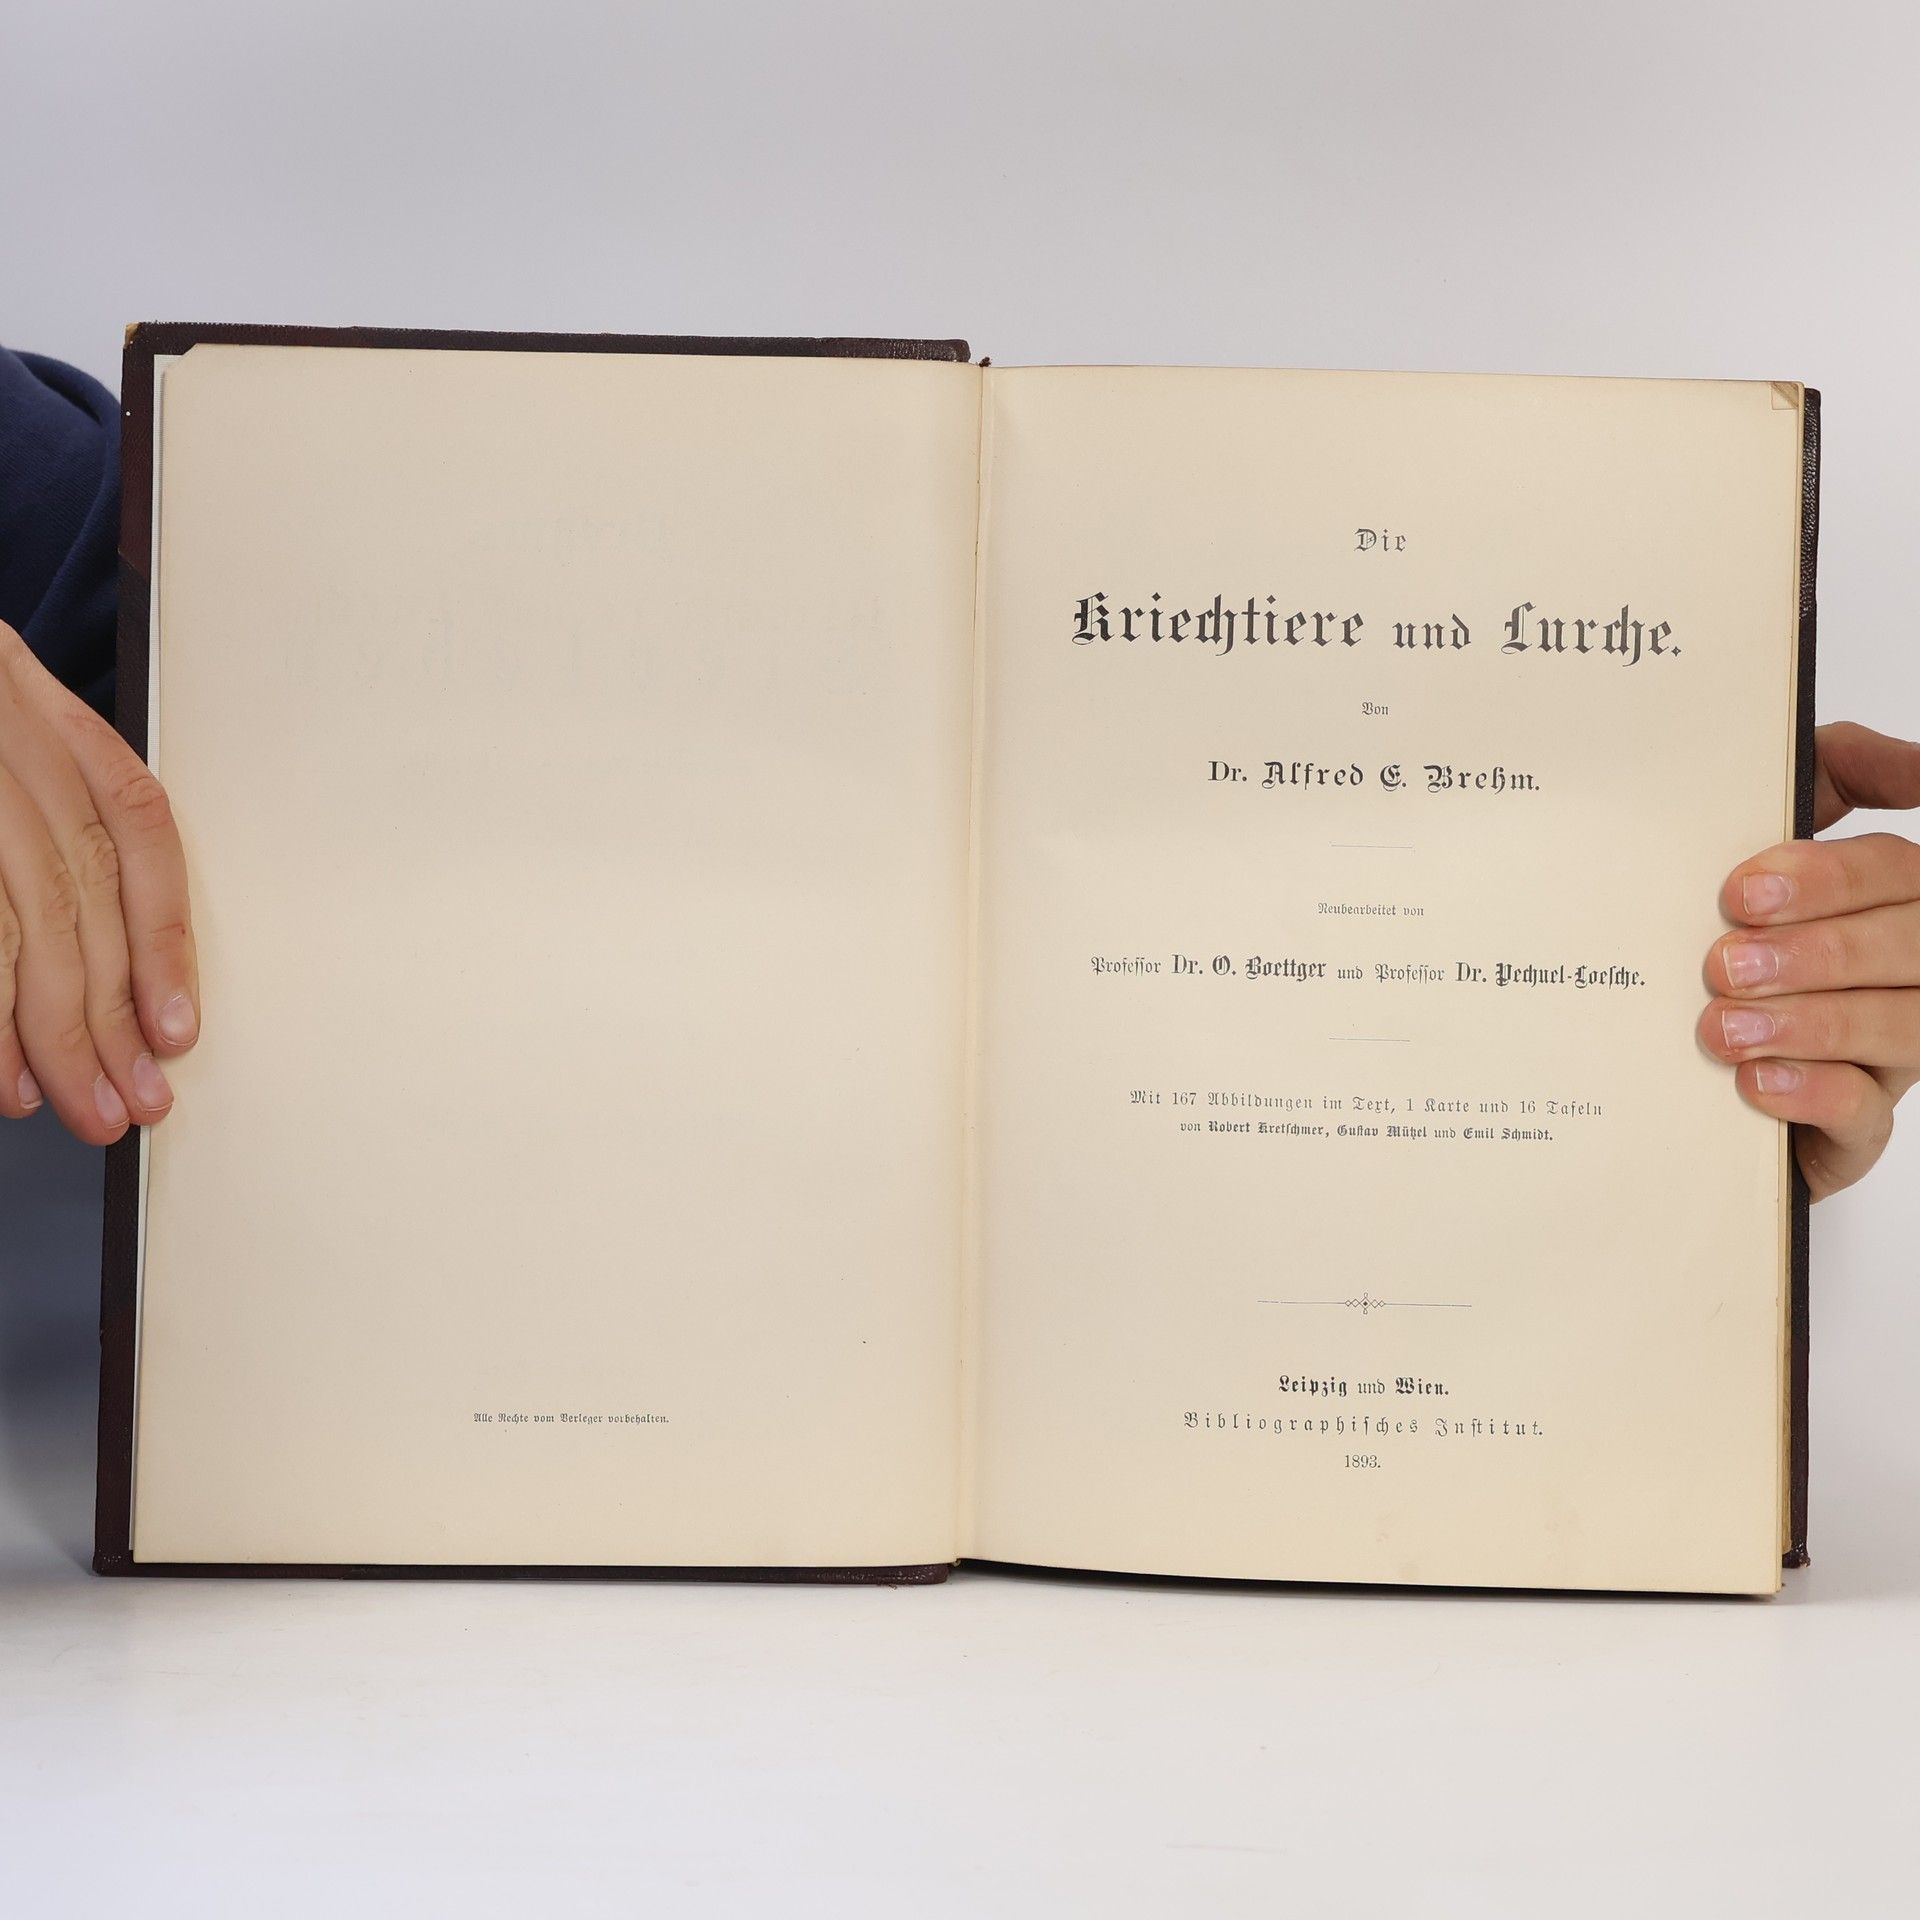 Alle Rechte vom Verleger vorbehalten.
Die
Kriechtiere und Lurche.
Von
Dr. Alfred E. Brehm.
Neubearbeitet von
Profeſſor Dr. O. Boettger und Profeſſor Dr. Pechuel-Loeſche.
Mit 167 Abbildungen im Text, 1 Karte und 16 Tafeln
von Robert Kretſchmer, Guſtav Mützel und Emil Schmidt.
Leipzig und Wien.
Bibliographiſches Inſtitut.
1893.